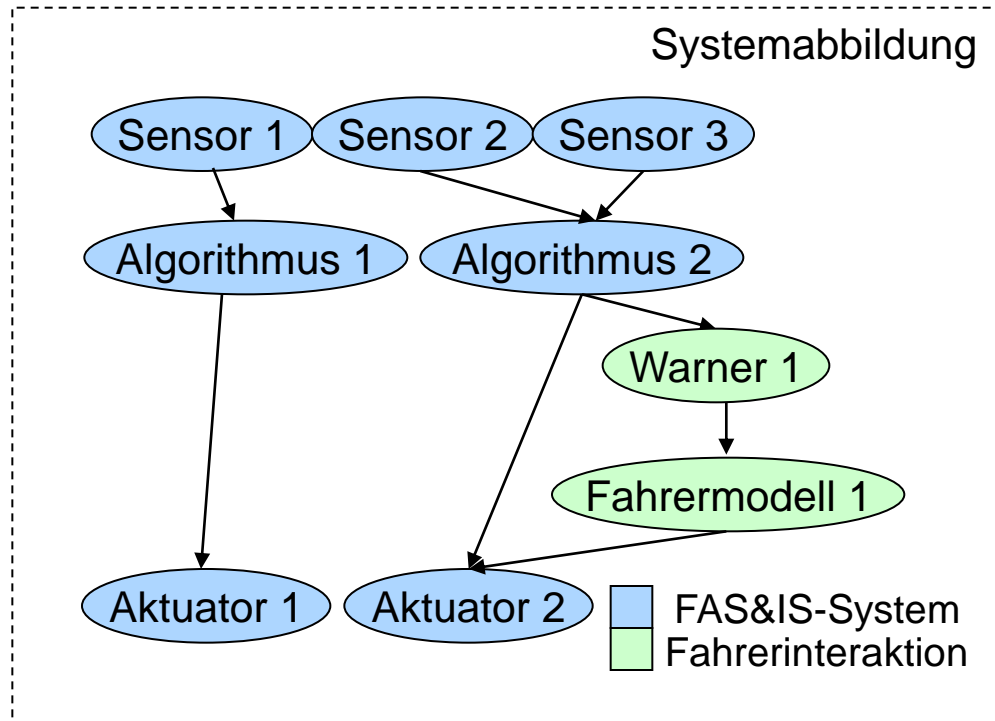 Systemabbildung
Sensor 1 Sensor 2 Sensor 3
Algorithmus 1 Algorithmus 2
Warner 1
Fahrermodell 1
Aktuator 1 Aktuator 2
FAS&IS-System
Fahrerinteraktion